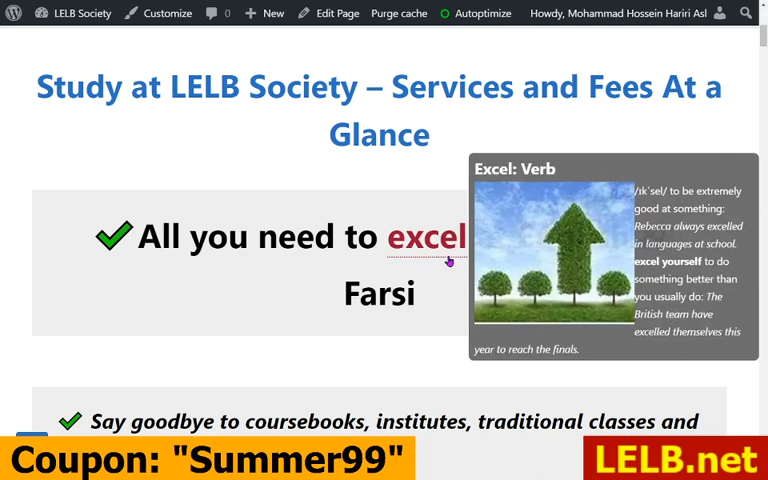 LELB Society Customize 0 New Edit Page Purge cache Autoptimize Howdy, Mohammad Hossein Hariri Asl
Study at LELB Society – Services and Fees At a
Glance
✔ All you need to excel
Farsi
Excel: Verb
/ɪkˈsel/ to be extremely
good at something:
Rebecca always excelled
in languages at school.
excel yourself to do
something better than
you usually do: The
British team have
excelled themselves this
year to reach the finals.
✔ Say goodbye to coursebooks, institutes, traditional classes and
Coupon: "Summer99"
LELB.net